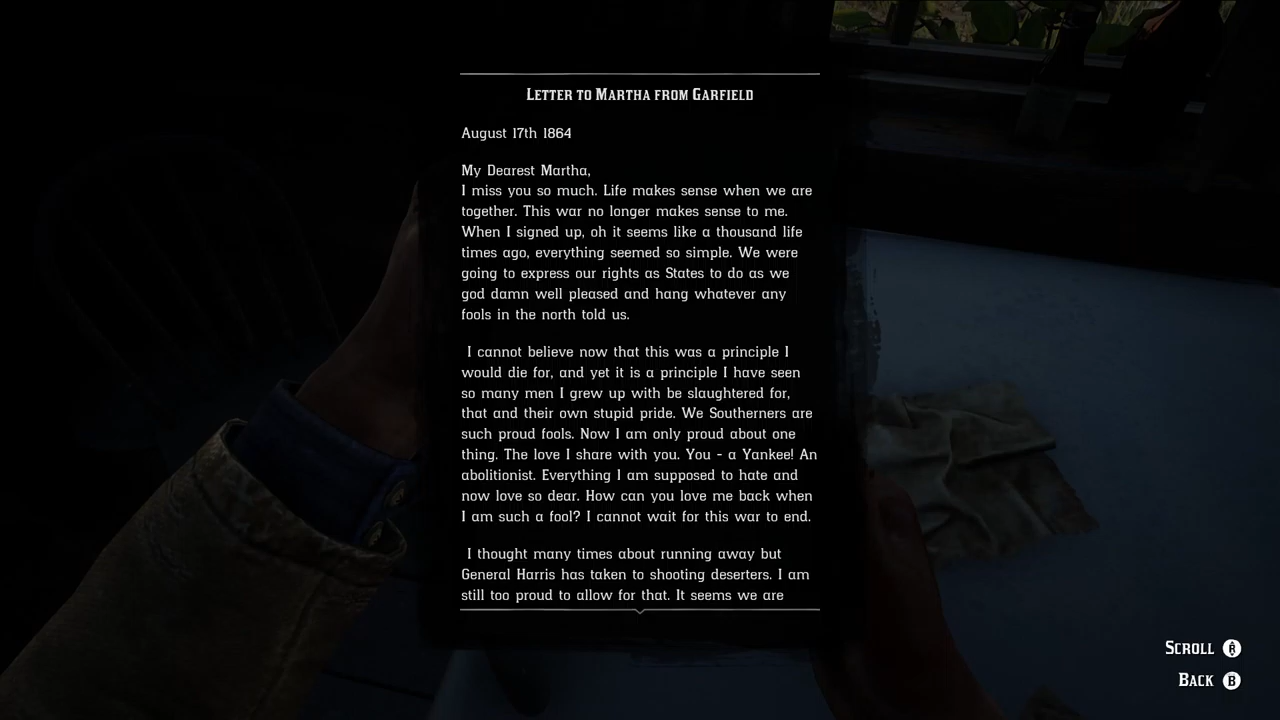 Letter to Martha from Garfield
August 17th 1864
My Dearest Martha,
I miss you so much. Life makes sense when we are
together. This war no longer makes sense to me.
When I signed up, oh it seems like a thousand life
times ago, everything seemed so simple. We were
going to express our rights as States to do as we
god damn well pleased and hang whatever any
fools in the north told us.
I cannot believe now that this was a principle I
would die for, and yet it is a principle I have seen
so many men I grew up with be slaughtered for,
that and their own stupid pride. We Southerners are
such proud fools. Now I am only proud about one
thing. The love I share with you. You - a Yankee! An
abolitionist. Everything I am supposed to hate and
now love so dear. How can you love me back when
I am such a fool? I cannot wait for this war to end.
I thought many times about running away but
General Harris has taken to shooting deserters. I am
still too proud to allow for that. It seems we are
Scroll R
Back B